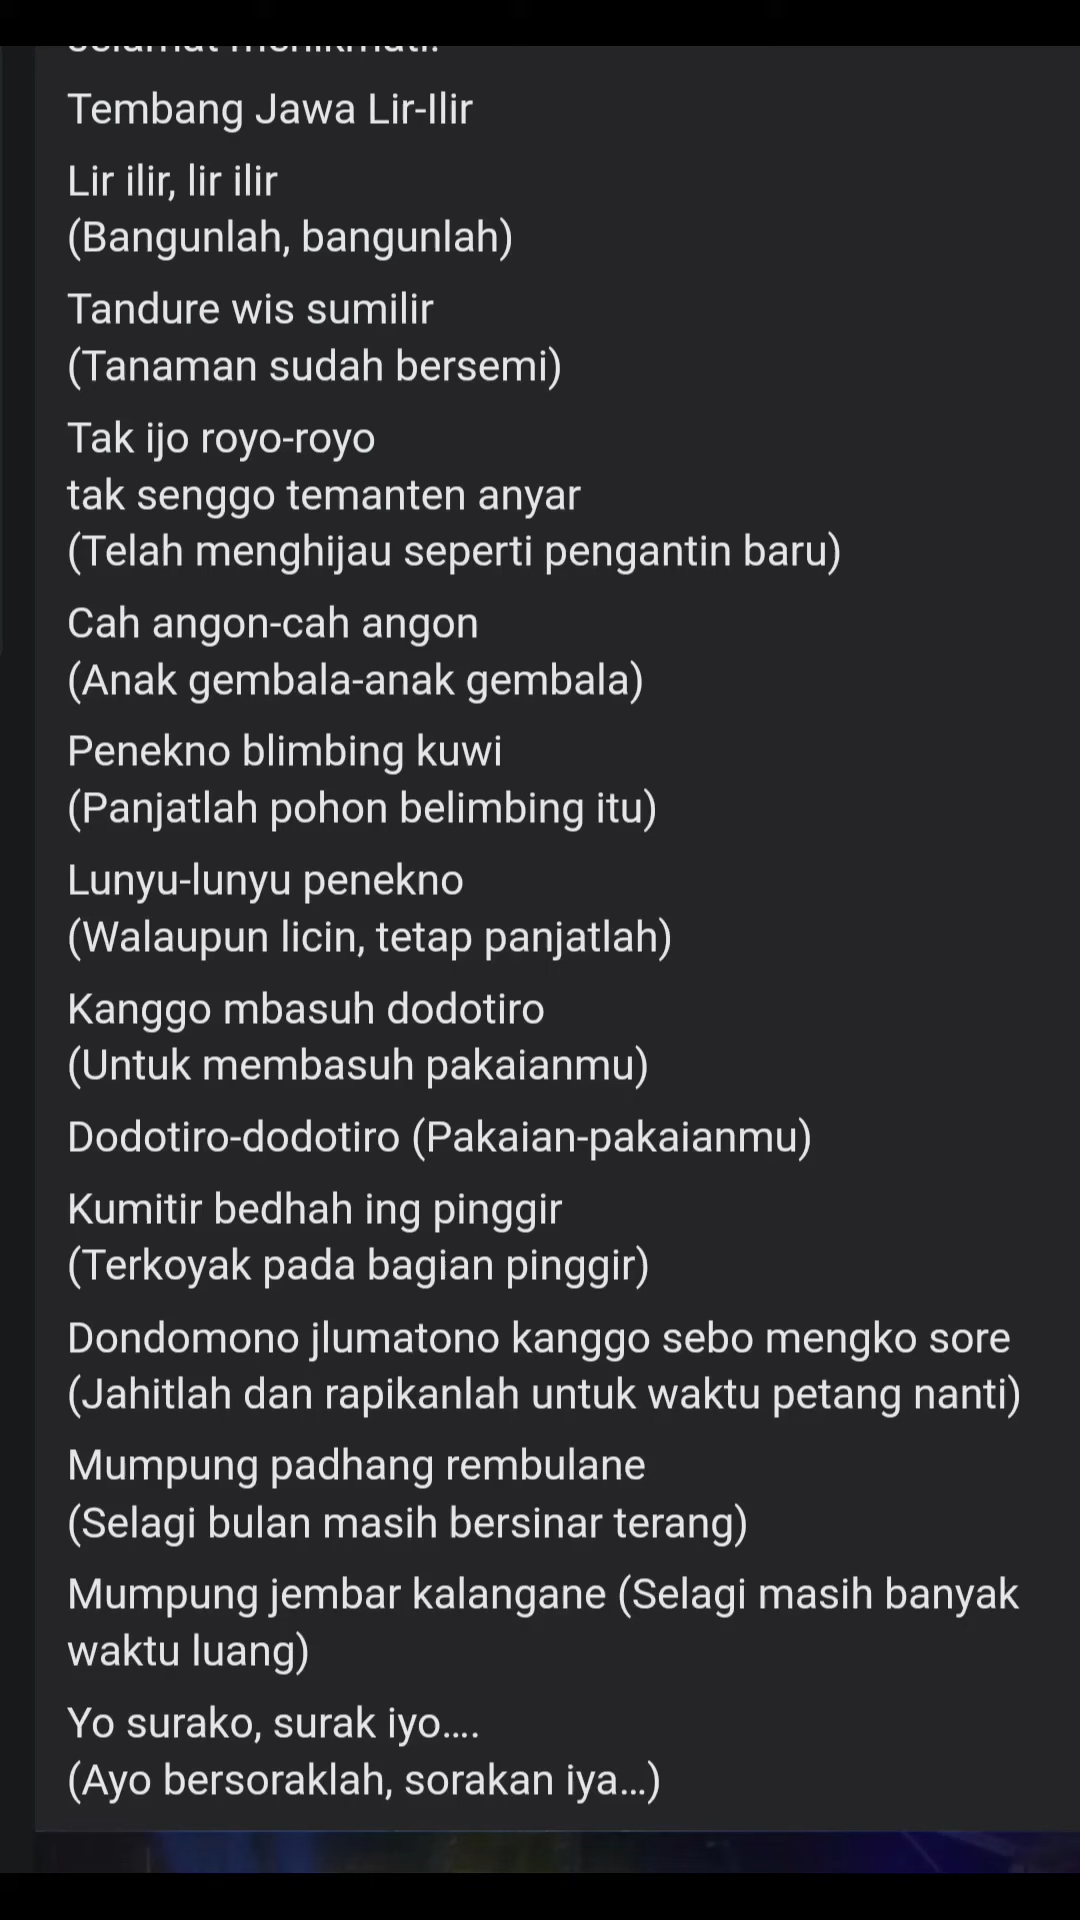 Tembang Jawa Lir-Ilir
Lir ilir, lir ilir
(Bangunlah, bangunlah)
Tandure wis sumilir
(Tanaman sudah bersemi)
Tak ijo royo-royo
tak senggo temanten anyar
(Telah menghijau seperti pengantin baru)
Cah angon-cah angon
(Anak gembala-anak gembala)
Penekno blimbing kuwi
(Panjatlah pohon belimbing itu)
Lunyu-lunyu penekno
(Walaupun licin, tetap panjatlah)
Kanggo mbasuh dodotiro
(Untuk membasuh pakaianmu)
Dodotiro-dodotiro (Pakaian-pakaianmu)
Kumitir bedhah ing pinggir
(Terkoyak pada bagian pinggir)
Dondomono jlumatono kanggo sebo mengko sore
(Jahitlah dan rapikanlah untuk waktu petang nanti)
Mumpung padhang rembulane
(Selagi bulan masih bersinar terang)
Mumpung jembar kalangane (Selagi masih banyak
waktu luang)
Yo surako, surak iyo....
(Ayo bersoraklah, sorakan iya...)